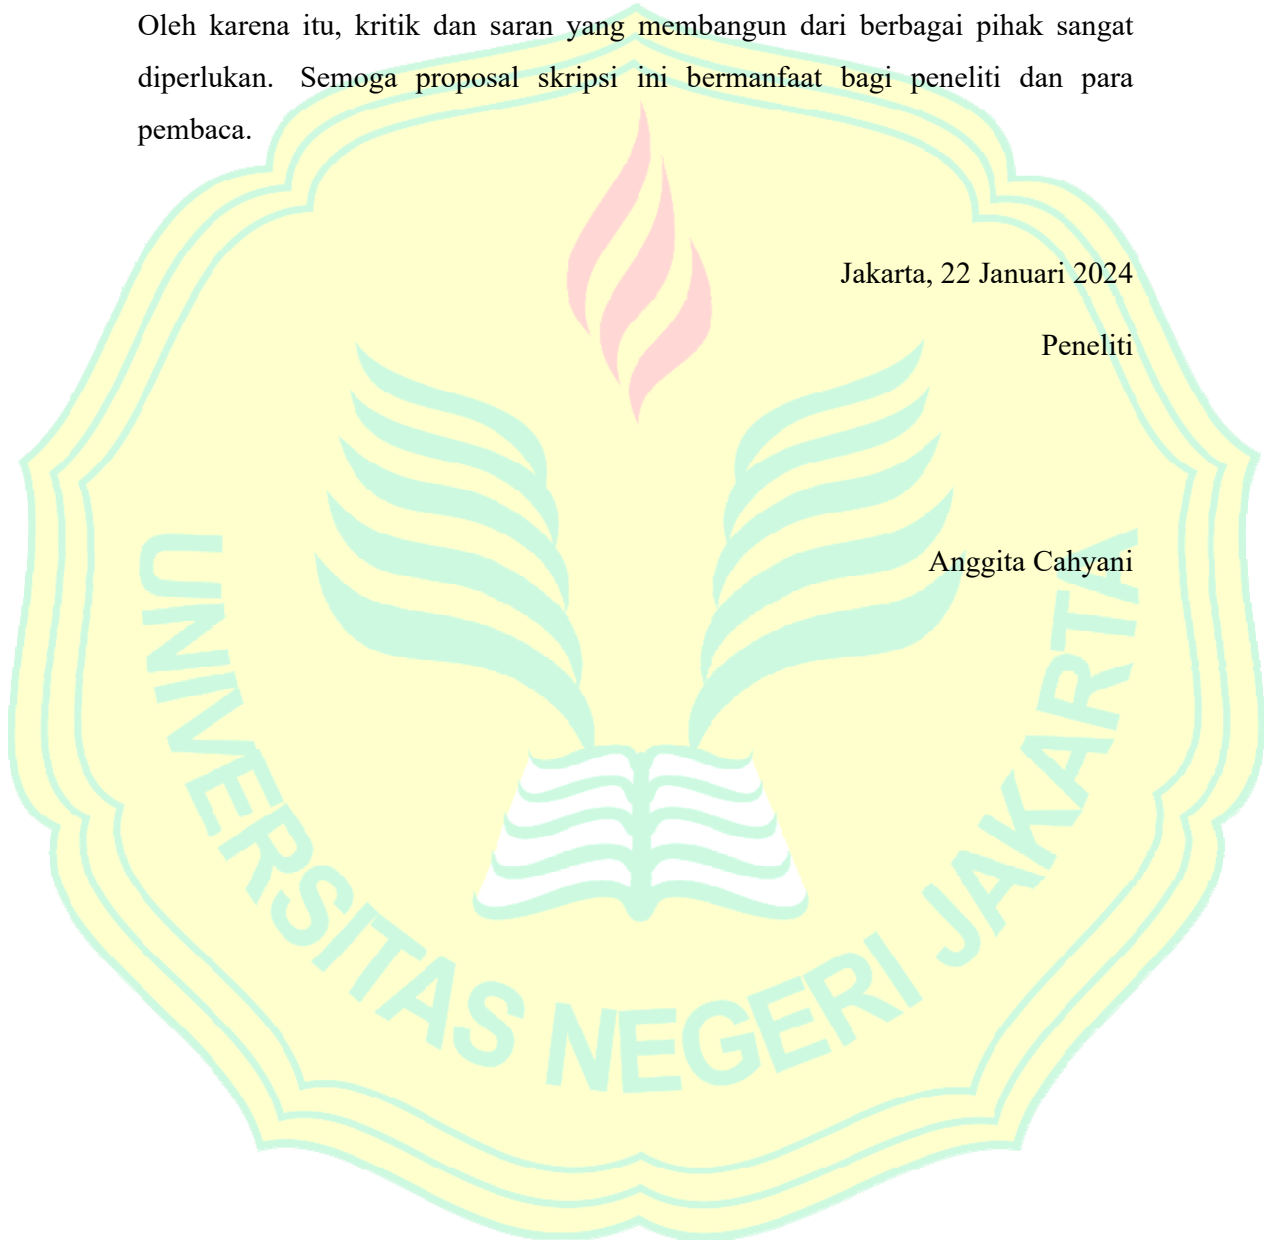 Oleh karena itu, kritik dan saran yang membangun dari berbagai pihak sangat
diperlukan. Semoga proposal skripsi ini bermanfaat bagi peneliti dan para
pembaca.
Jakarta, 22 Januari 2024
Peneliti
Anggita Cahyani
UNIVERSITAS NEGERI JAKARTA